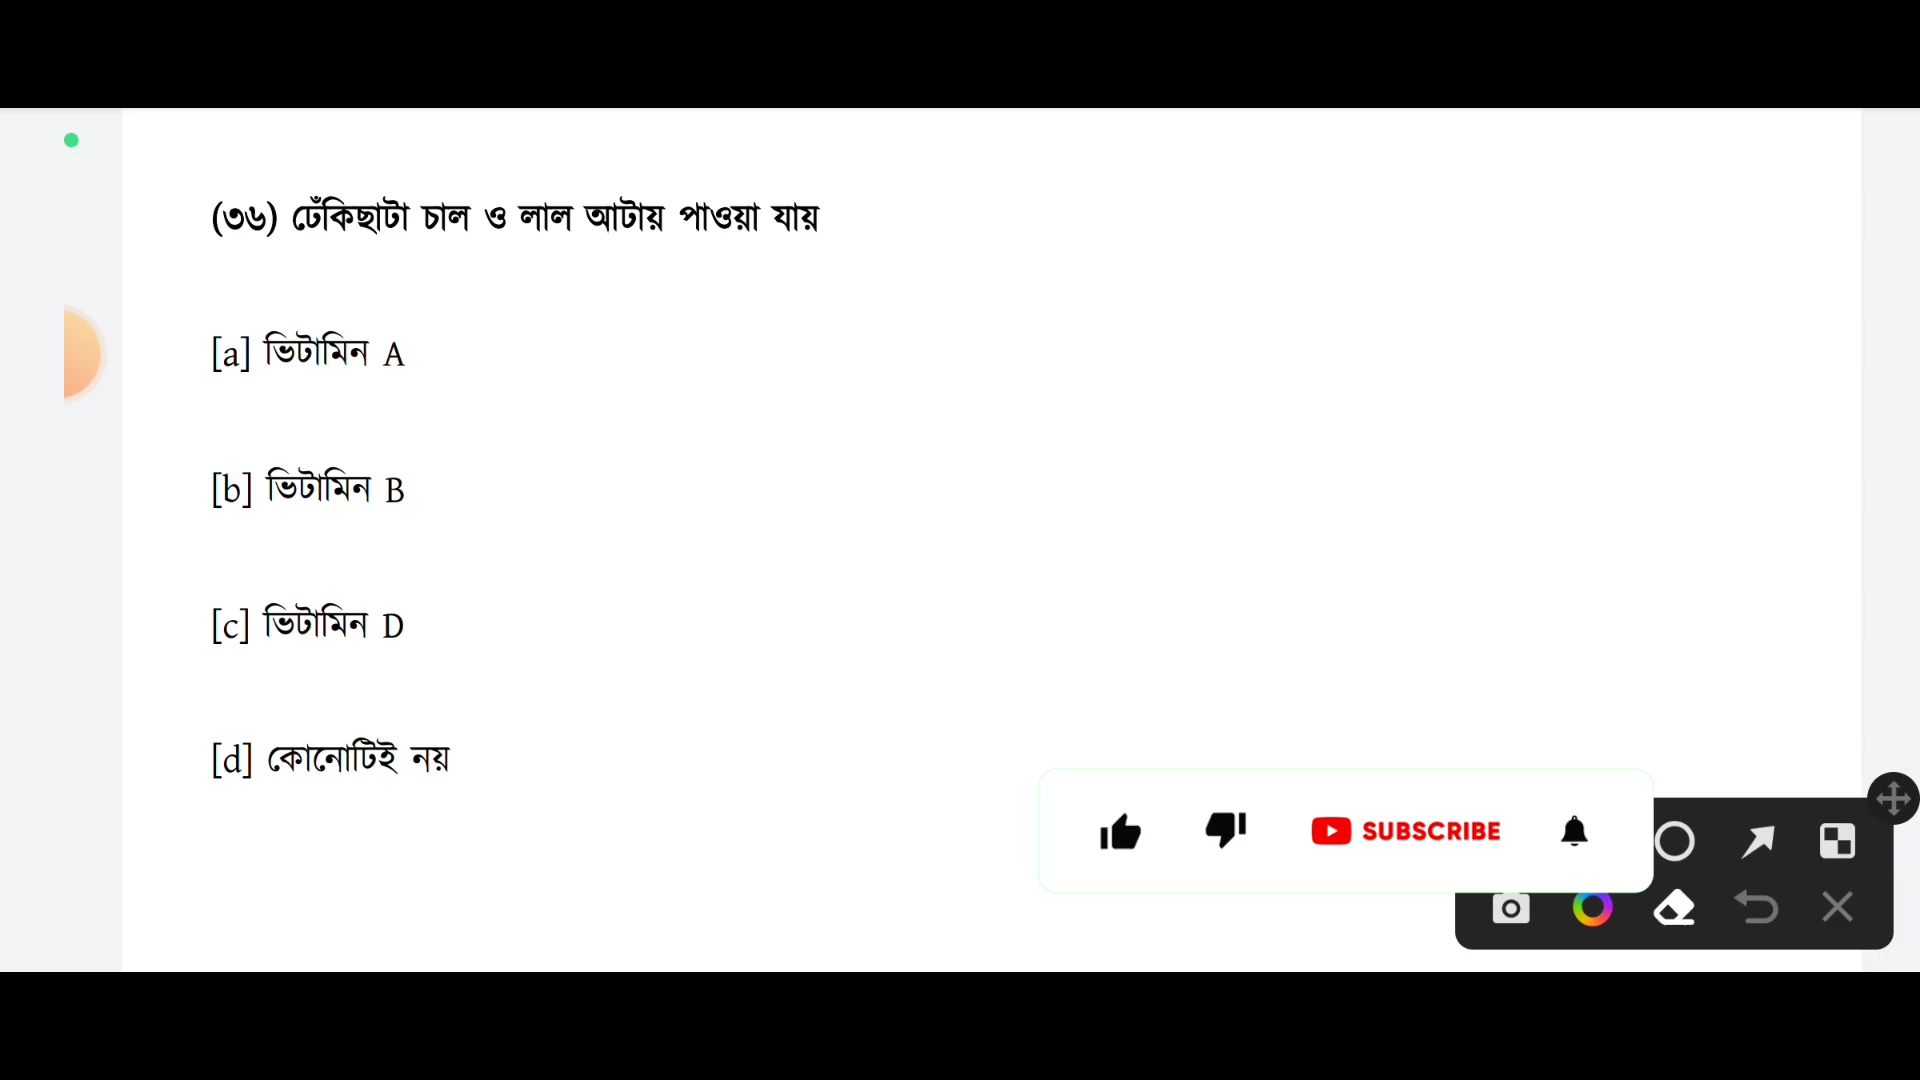 (৩৬) ঢেঁকিছাটা চাল ও লাল আটায় পাওয়া যায়
[a] ভিটামিন A
[b] ভিটামিন B
[c] ভিটামিন D
[d] কোনোটিই নয়
SUBSCRIBE